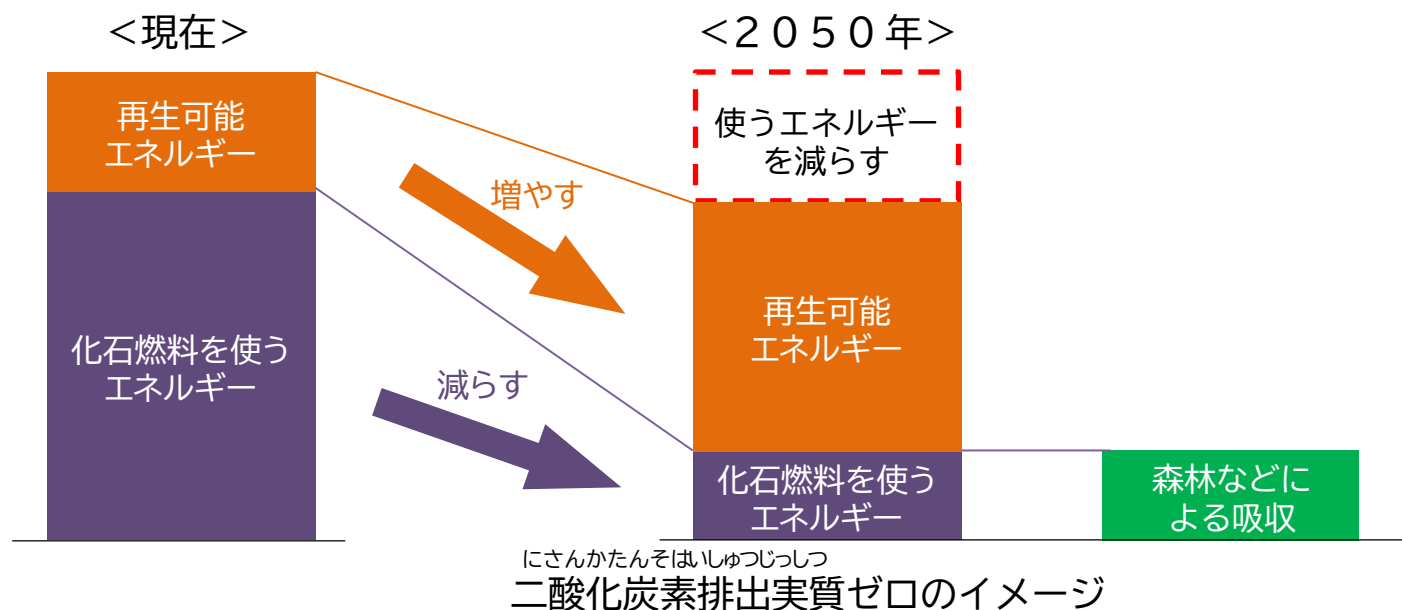 <現在>
<2050年>
再生可能
エネルギー
化石燃料を使う
エネルギー
増やす
減らす
使うエネルギー
を減らす
再生可能
エネルギー
化石燃料を使う
エネルギー
森林などに
よる吸収
にさんかたんそはいしゅつじっしつ
二酸化炭素排出実質ゼロのイメージ